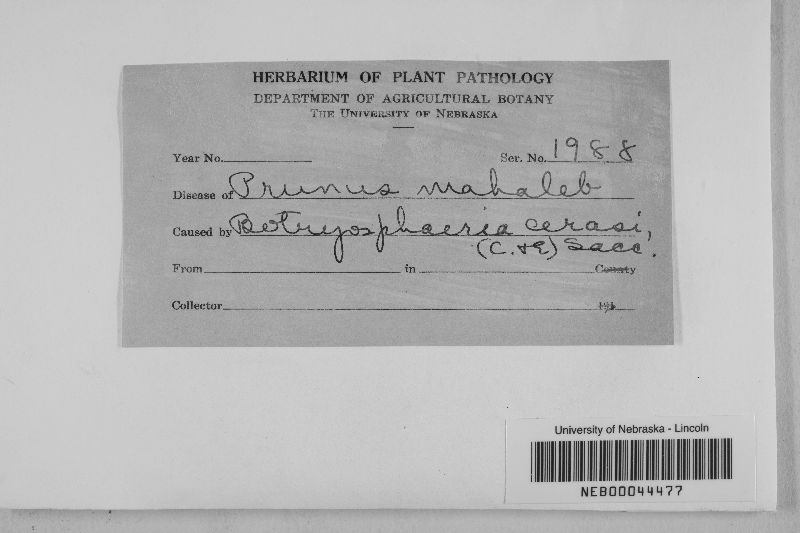 HERBARIUM OF PLANT PATHOLOGY
DEPARTMENT OF AGRICULTURAL BOTANY
THE UNIVERSITY OF NEBRASKA
Year No. Ser. No. 1988
Disease of Prunus mahaleb
Caused by Botryosphaeria cerasi,
(C. & E) Sacc.
From in County
Collector 191
University of Nebraska - Lincoln
NEB00044477